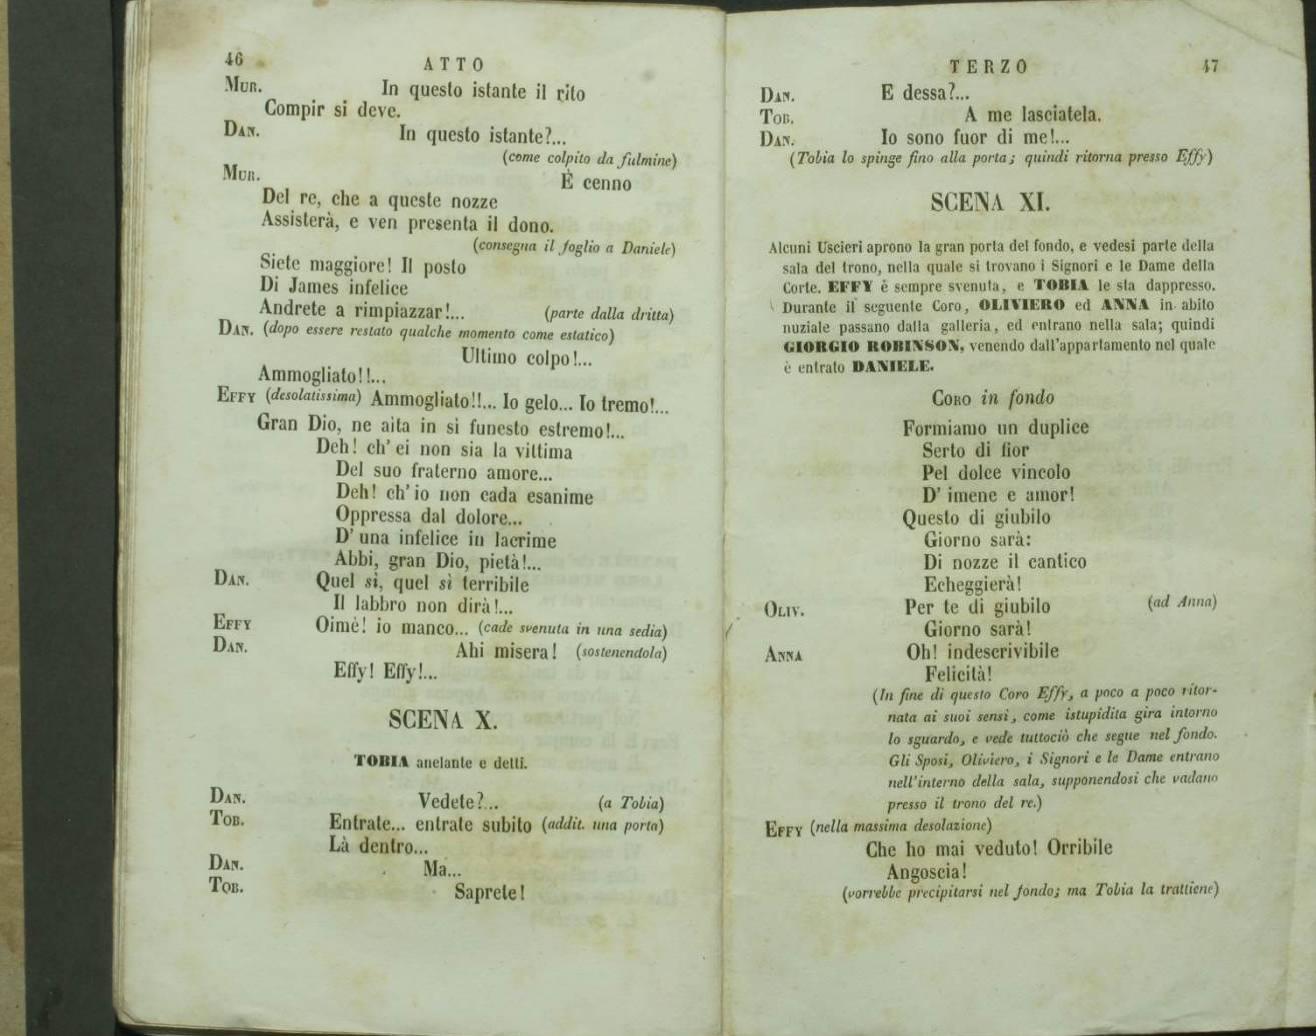 46
ATTO
MUR. In questo istante il rito
Compir si deve.
DAN. In questo istante?...
(come colpito da fulmine)
MUR. È cenno
Del re, che a queste nozze
Assisterà, e ven presenta il dono.
(consegna il foglio a Daniele)
Siete maggiore! Il posto
Di James infelice
Andrete a rimpiazzar!... (parte dalla dritta)
DAN. (dopo essere restato qualche momento come estatico)
Ultimo colpo!...
Ammogliato!!...
EFFY (desolatissima) Ammogliato!!... Io gelo... Io tremo!...
Gran Dio, ne aita in si funesto estremo!...
Deh! ch'ei non sia la vittima
Del suo fraterno amore...
Deh! ch'io non cada esanime
Oppressa dal dolore...
D'una infelice in lacrime
Abbi, gran Dio, pietà!...
DAN. Quel sì, quel sì terribile
Il labbro non dirà!...
EFFY Oimè! io manco... (cade svenuta in una sedia)
DAN. Ahi misera! (sostenendola)
Effy! Effy!...
SCENA X.
TOBIA anelante e detti.
DAN. Vedete?... (a Tobia)
TOB. Entrate... entrate subito (addit. una porta)
Là dentro...
DAN. Ma...
TOB. Saprete!
TERZO
47
DAN. E dessa?...
TOB. A me lasciatela.
DAN. Io sono fuor di me!...
(Tobia lo spinge fino alla porta; quindi ritorna presso Effy)
SCENA XI.
Alcuni Uscieri aprono la gran porta del fondo, e vedesi parte della
sala del trono, nella quale si trovano i Signori e le Dame della
Corte. EFFY è sempre svenuta, e TOBIA le sta dappresso.
Durante il seguente Coro, OLIVIERO ed ANNA in abito
nuziale passano dalla galleria, ed entrano nella sala; quindi
GIORGIO ROBINSON, venendo dall'appartamento nel quale
è entrato DANIELE.
CORO in fondo
Formiamo un duplice
Serto di fior
Pel dolce vincolo
D'imene e amor!
Questo di giubilo
Giorno sarà:
Di nozze il cantico
Echeggierà!
OLIV. Per te di giubilo (ad Anna)
Giorno sarà!
ANNA Oh! indescrivibile
Felicità!
(In fine di questo Coro Effy, a poco a poco ritor-
nata ai suoi sensi, come istupidita gira intorno
lo sguardo, e vede tuttociò che segue nel fondo.
Gli Sposi, Oliviero, i Signori e le Dame entrano
nell'interno della sala, supponendosi che vadano
presso il trono del re.)
EFFY (nella massima desolazione)
Che ho mai veduto! Orribile
Angoscia!
(vorrebbe precipitarsi nel fondo; ma Tobia la trattiene)